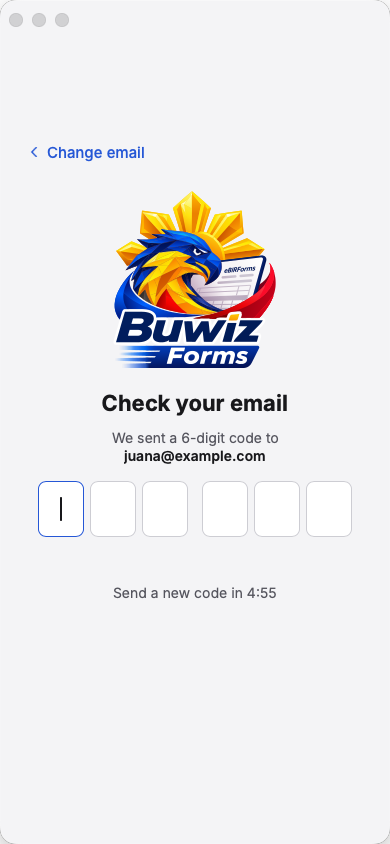 Change email
eBIRForms
Buwiz
Forms
Check your email
We sent a 6-digit code to
juana@example.com
Send a new code in 4:55